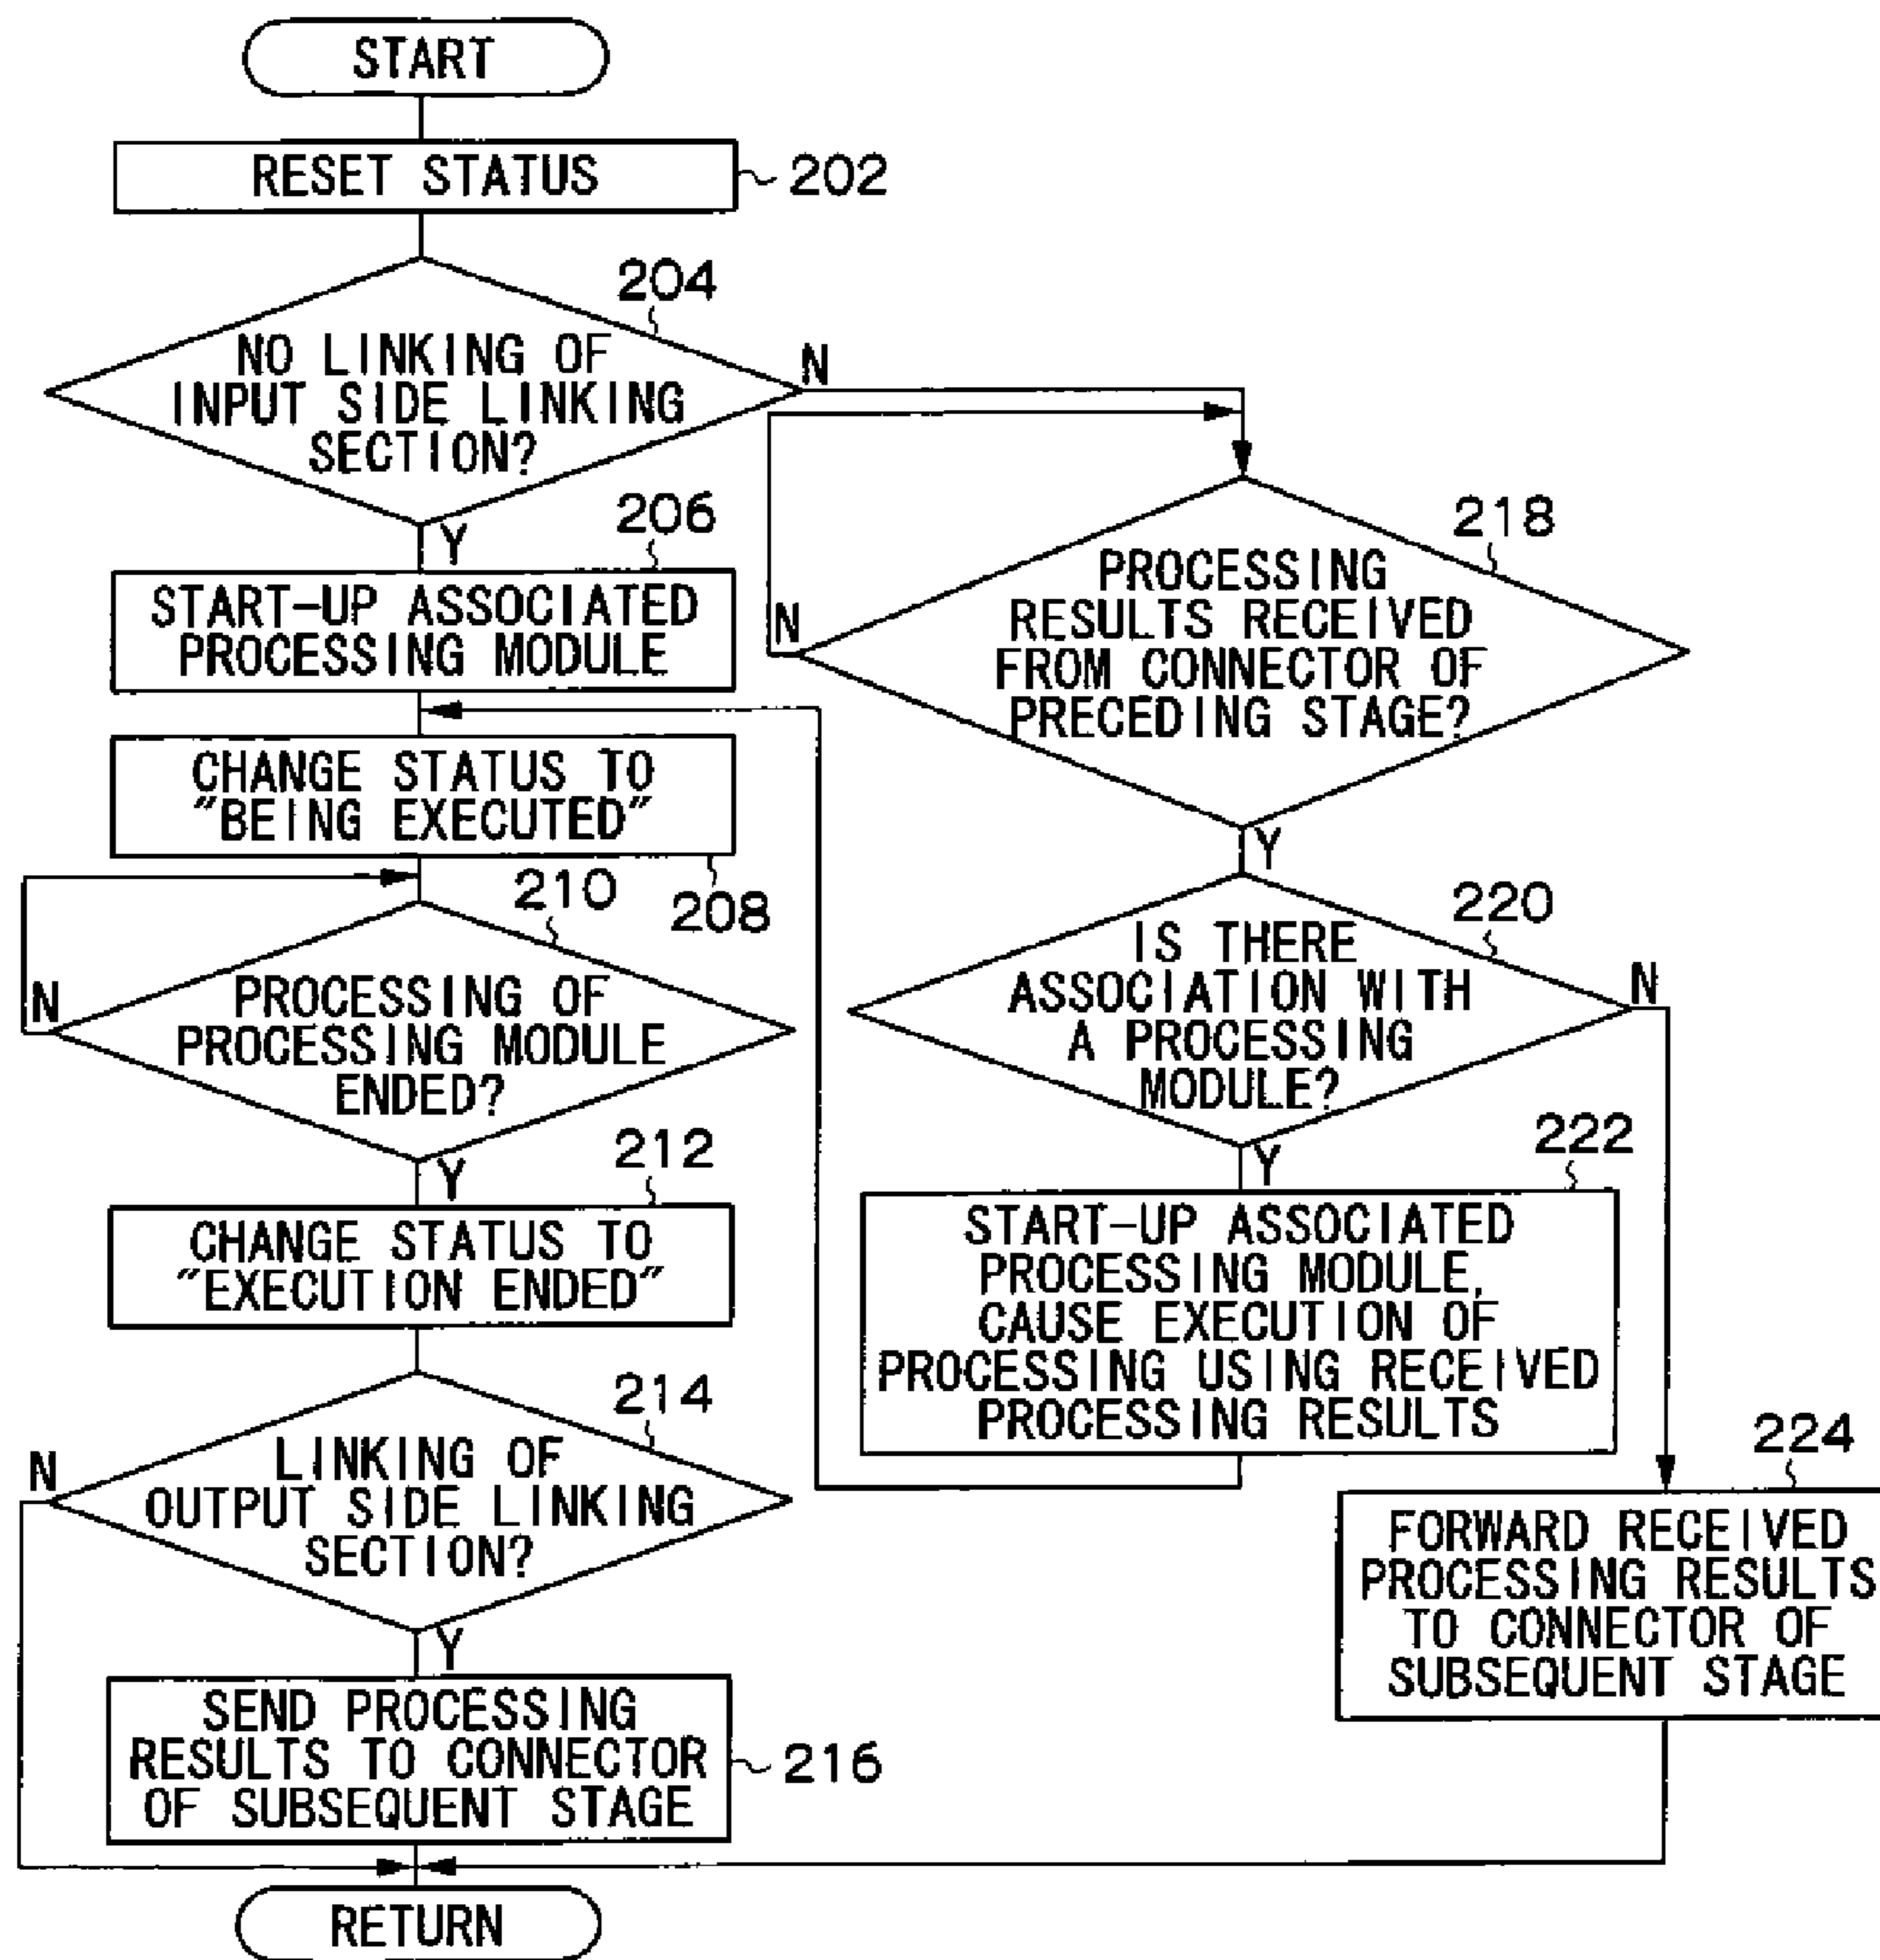 START
RESET STATUS
202
204
NO LINKING OF
INPUT SIDE LINKING
SECTION?
N
Y
206
START-UP ASSOCIATED
PROCESSING MODULE
CHANGE STATUS TO
"BEING EXECUTED"
208
210
PROCESSING OF
PROCESSING MODULE
ENDED?
N
Y
212
CHANGE STATUS TO
"EXECUTION ENDED"
214
LINKING OF
OUTPUT SIDE LINKING
SECTION?
N
Y
SEND PROCESSING
RESULTS TO CONNECTOR
OF SUBSEQUENT STAGE
216
RETURN
218
PROCESSING
RESULTS RECEIVED
FROM CONNECTOR OF
PRECEDING STAGE?
N
Y
220
IS THERE
ASSOCIATION WITH
A PROCESSING
MODULE?
N
Y
222
START-UP ASSOCIATED
PROCESSING MODULE,
CAUSE EXECUTION OF
PROCESSING USING RECEIVED
PROCESSING RESULTS
224
FORWARD RECEIVED
PROCESSING RESULTS
TO CONNECTOR OF
SUBSEQUENT STAGE